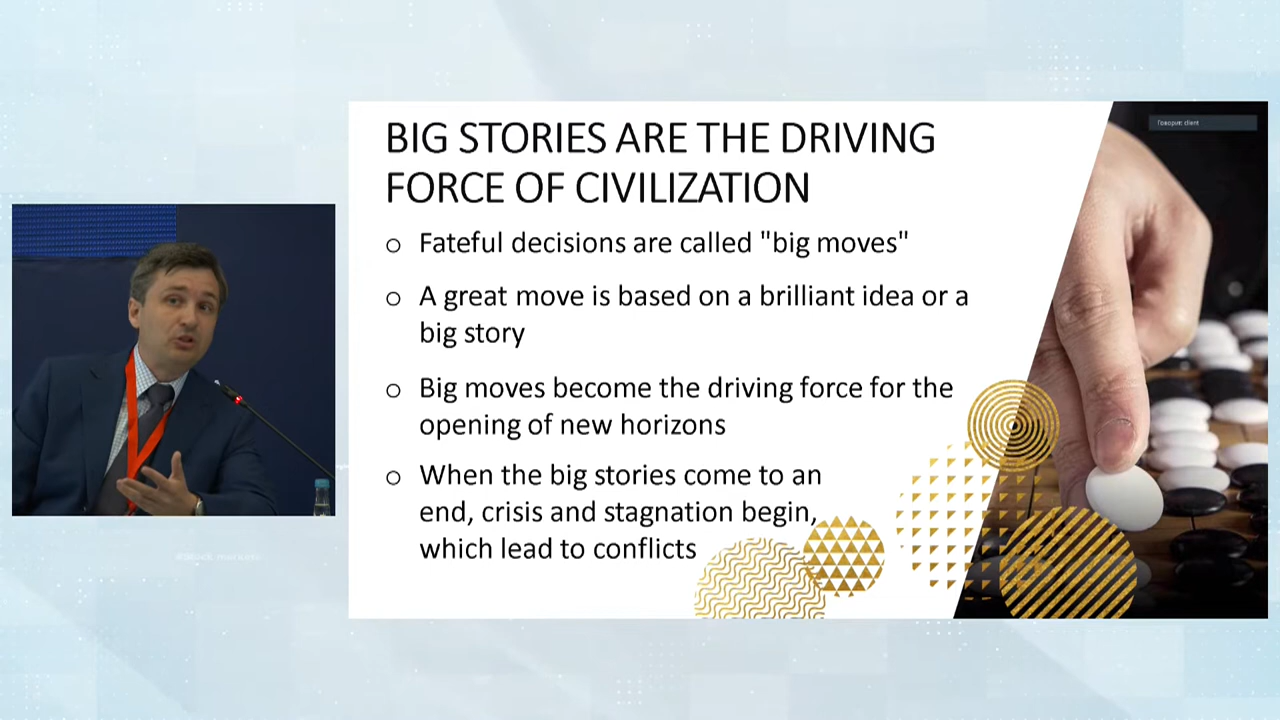 BIG STORIES ARE THE DRIVING
FORCE OF CIVILIZATION
Fateful decisions are called "big moves"
A great move is based on a brilliant idea or a
big story
Big moves become the driving force for the
opening of new horizons
When the big stories come to an
end, crisis and stagnation begin,
which lead to conflicts
Говорит: client